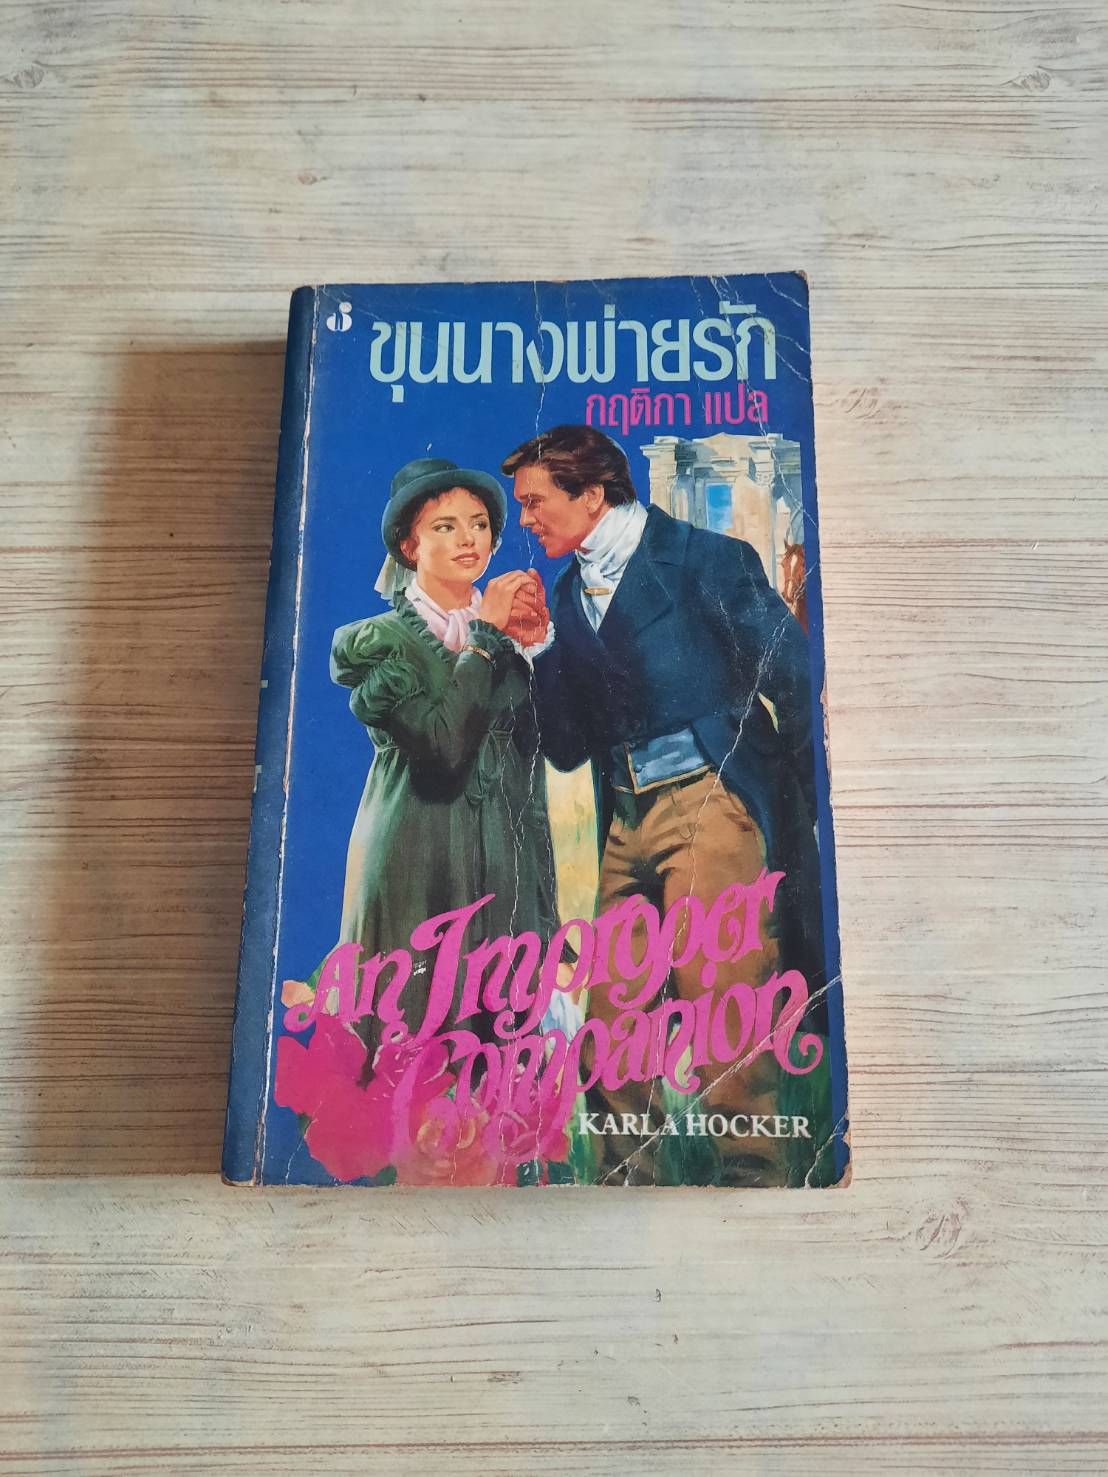 ขุนนางพ่ายรัก
กฤติกา แปล
An Improper
Companion
KARLA HOCKER